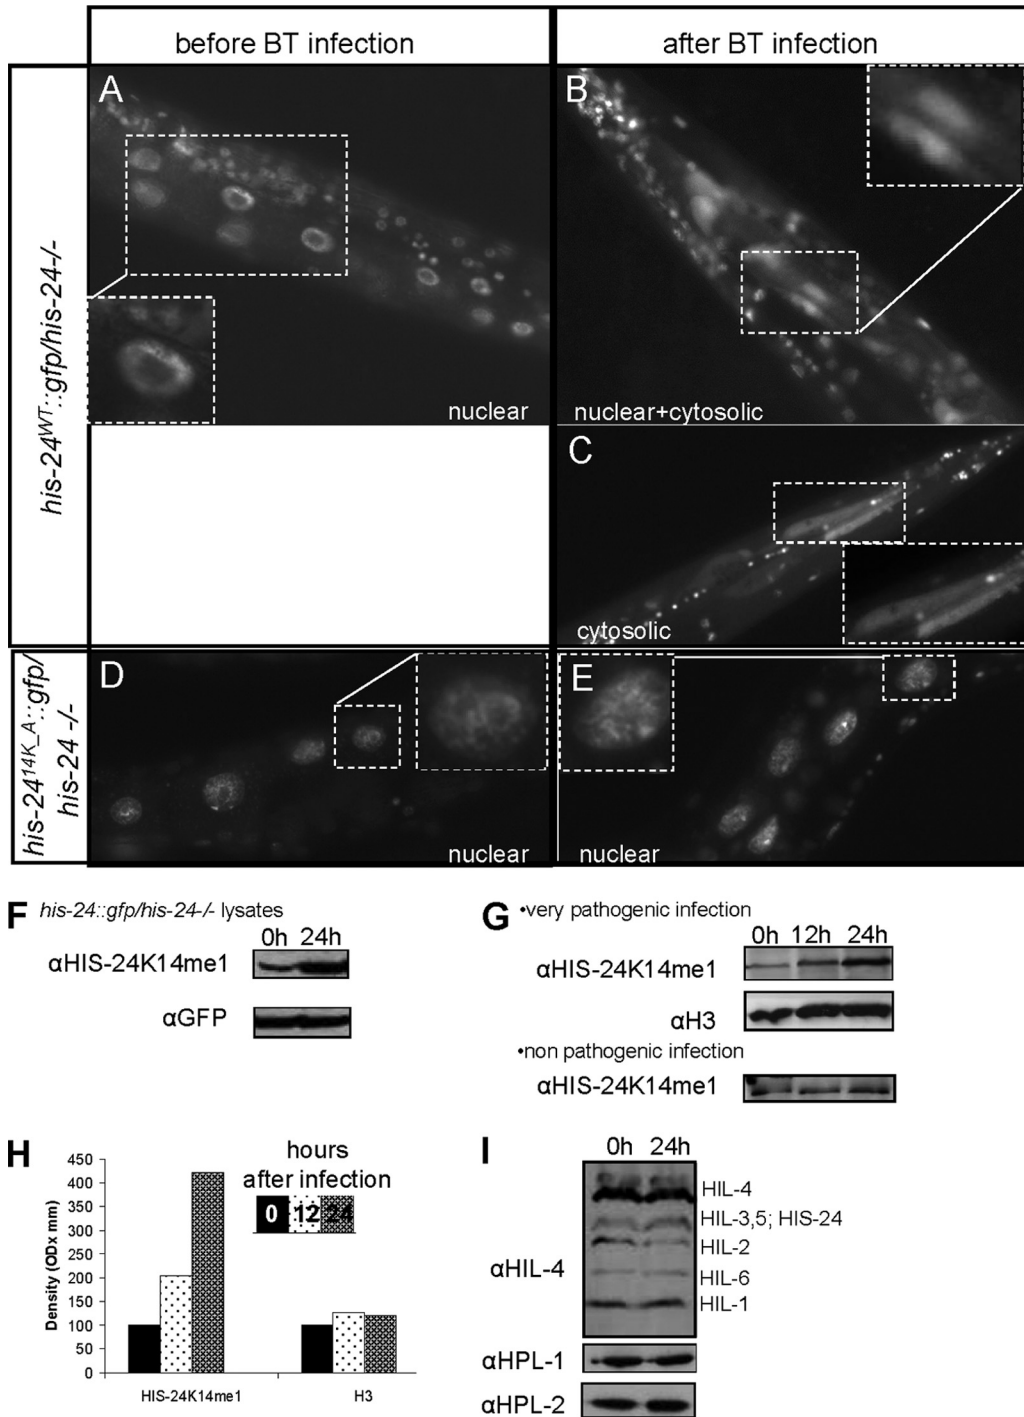 before BT infection
after BT infection
his-24WT::gfp/his-24-/-
A
nuclear
B
nuclear+cytosolic
C
cytosolic
his-2414K_A::gfp/
his-24 -/-
D
nuclear
E
nuclear
F his-24::gfp/his-24-/- lysates
0h 24h
αHIS-24K14me1
αGFP
G •very pathogenic infection
0h 12h 24h
αHIS-24K14me1
αH3
•non pathogenic infection
αHIS-24K14me1
H
hours
after infection
0 12 24
Density (ODx mm)
450
400
350
300
250
200
150
100
50
0
HIS-24K14me1 H3
I
0h 24h
αHIL-4
HIL-4
HIL-3,5; HIS-24
HIL-2
HIL-6
HIL-1
αHPL-1
αHPL-2